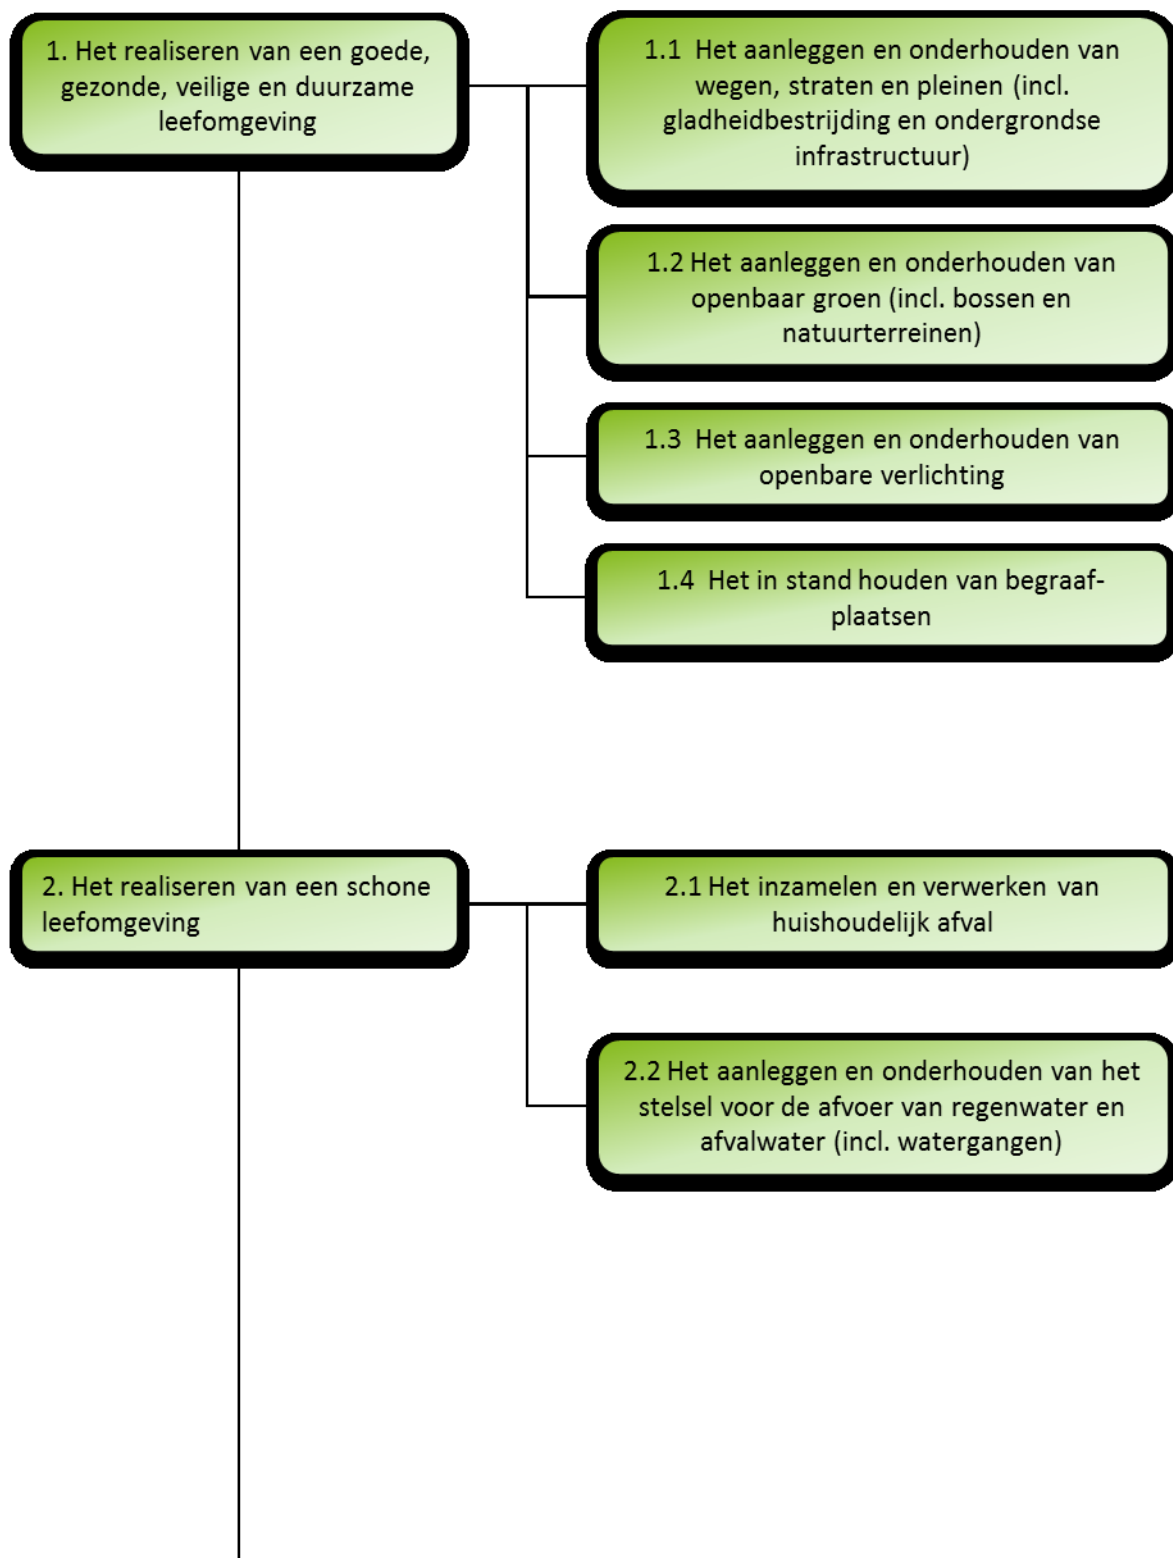 1. Het realiseren van een goede,
gezonde, veilige en duurzame
leefomgeving
1.1 Het aanleggen en onderhouden van
wegen, straten en pleinen (incl.
gladheidbestrijding en ondergrondse
infrastructuur)
1.2 Het aanleggen en onderhouden van
openbaar groen (incl. bossen en
natuurterreinen)
1.3 Het aanleggen en onderhouden van
openbare verlichting
1.4 Het in stand houden van begraaf-
plaatsen
2. Het realiseren van een schone
leefomgeving
2.1 Het inzamelen en verwerken van
huishoudelijk afval
2.2 Het aanleggen en onderhouden van het
stelsel voor de afvoer van regenwater en
afvalwater (incl. watergangen)